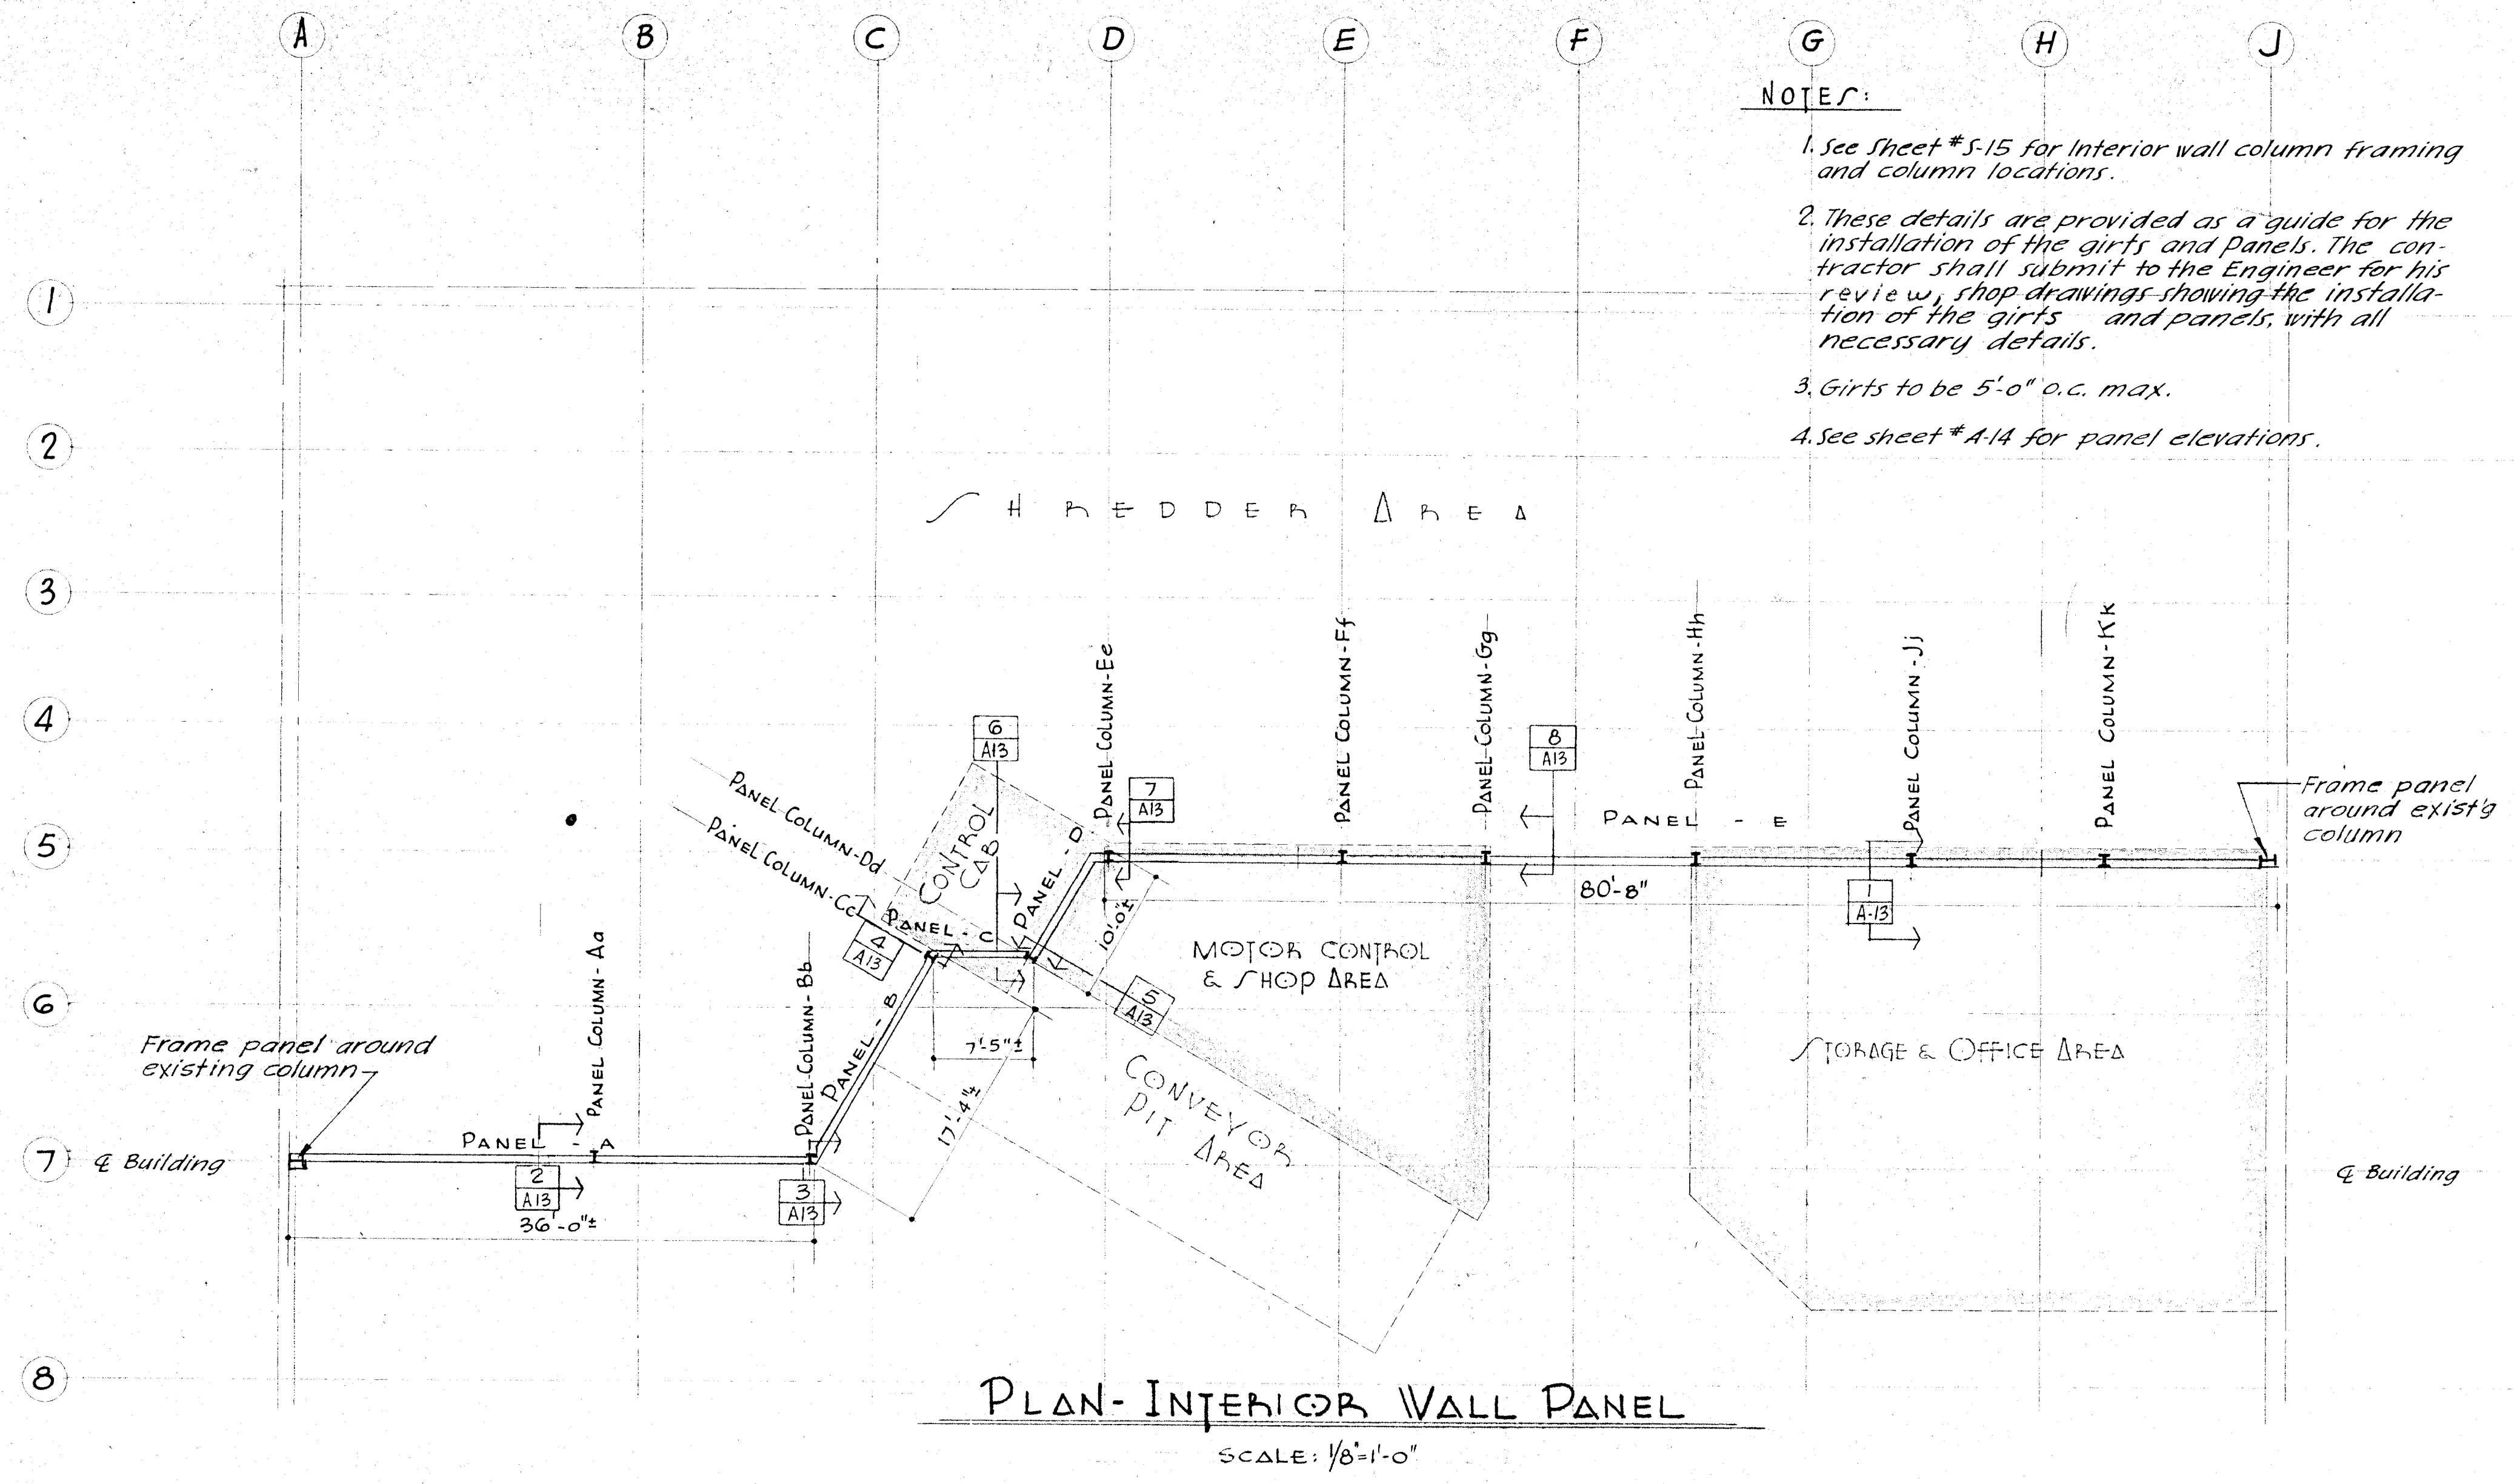 A B C D E F G H J
NOTES:
1. See Sheet #S-15 for Interior wall column framing
and column locations.
2. These details are provided as a guide for the
installation of the girts and Panels. The con-
tractor shall submit to the Engineer for his
review, shop drawings showing the installa-
tion of the girts and panels, with all
necessary details.
3. Girts to be 5'-0" o.c. max.
4. See sheet #A-14 for panel elevations.
1
2
3
4
5
6
7
8
SHREDDER AREA
PANEL COLUMN-Ee
PANEL COLUMN-Ff
PANEL COLUMN-Gg
PANEL COLUMN-Hh
PANEL COLUMN-Jj
PANEL COLUMN-Kk
6
A13
7
A13
8
A13
PANEL COLUMN-Dd
PANEL COLUMN-Cc
CONTROL
CAB
PANEL - D
PANEL - E
Frame panel
around exist'g
column
80'-8"
1
A-13
PANEL - C
4
A13
10'-0"±
MOTOR CONTROL
& SHOP AREA
5
A13
PANEL COLUMN-Aa
PANEL COLUMN-Bb
PANEL - B
7'-5"±
17'-4"±
CONVEYOR
PIT
AREA
STORAGE & OFFICE AREA
Frame panel around
existing column
PANEL - A
℄ Building
℄ Building
2
A13
36'-0"±
3
A13
PLAN-INTERIOR WALL PANEL
SCALE: 1/8"=1'-0"